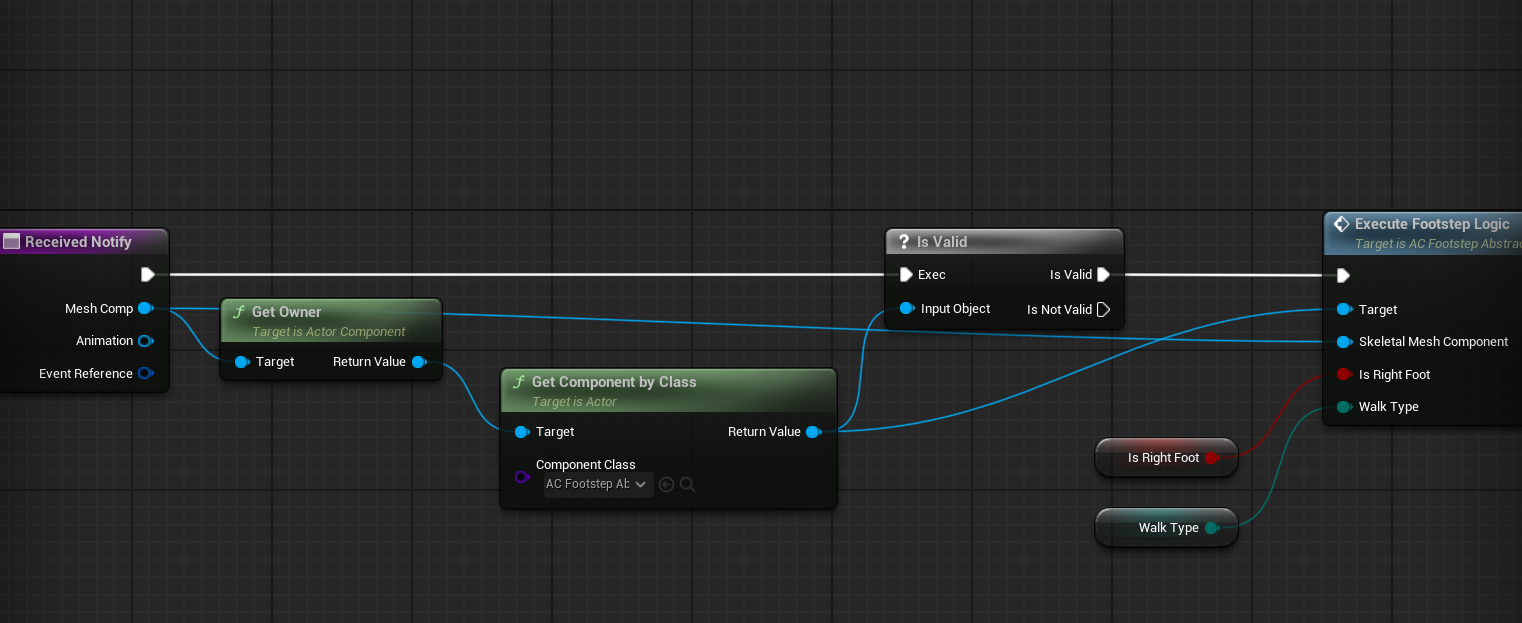 Received Notify
Mesh Comp
Animation
Event Reference
Get Owner
Target is Actor Component
Target
Return Value
Get Component by Class
Target is Actor
Target
Return Value
Component Class
AC Footstep Ab
Is Valid
Exec
Is Valid
Input Object
Is Not Valid
Is Right Foot
Walk Type
Execute Footstep Logic
Target is AC Footstep Abstrac
Target
Skeletal Mesh Component
Is Right Foot
Walk Type